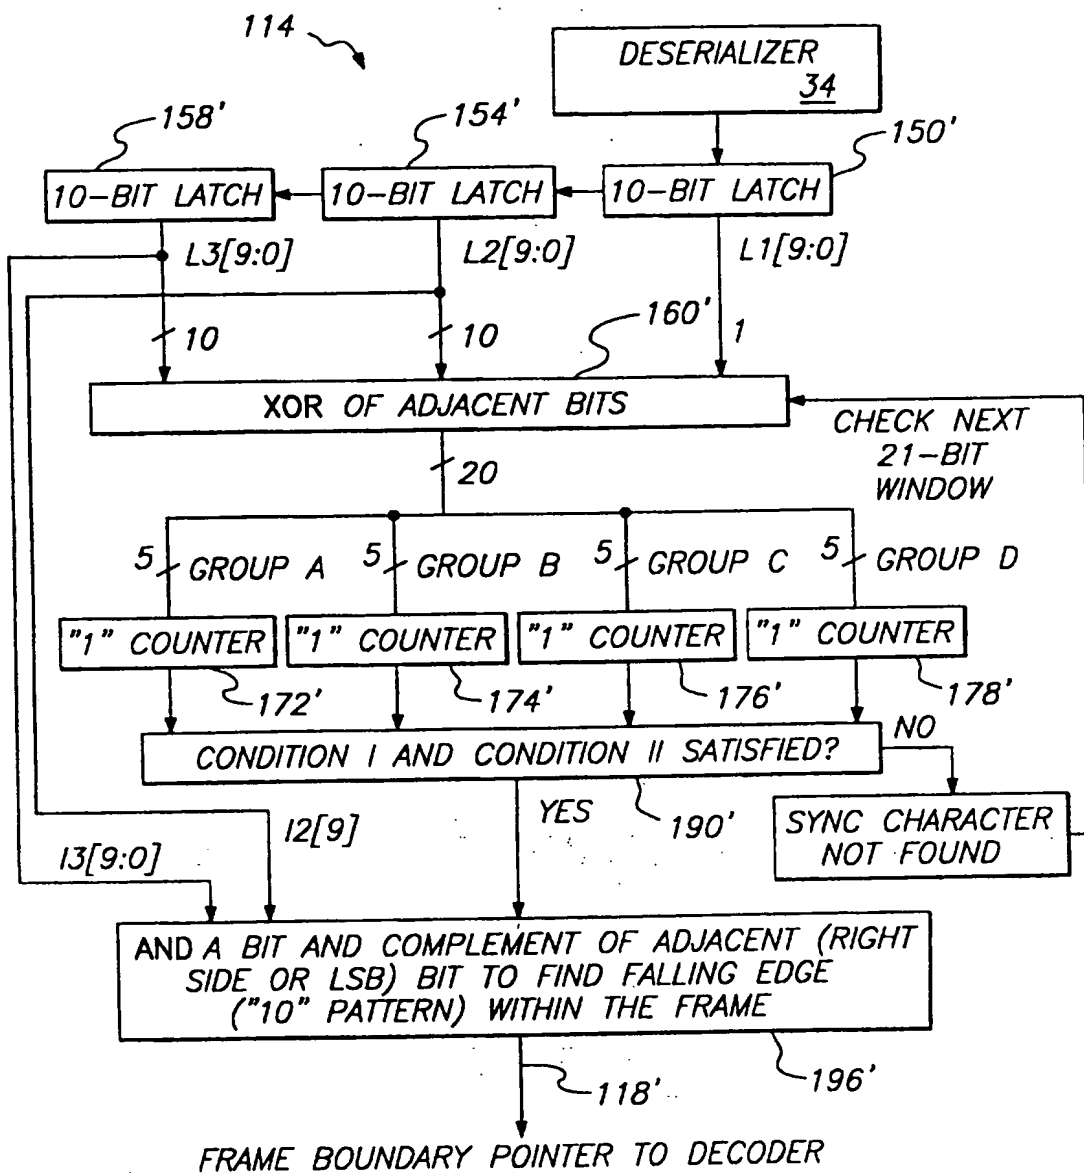 114
DESERIALIZER
34
158'
154'
150'
10-BIT LATCH
10-BIT LATCH
10-BIT LATCH
L3[9:0]
L2[9:0]
L1[9:0]
10
10
160'
1
XOR OF ADJACENT BITS
CHECK NEXT
21-BIT
WINDOW
20
5
GROUP A
5
GROUP B
5
GROUP C
5
GROUP D
"1" COUNTER
"1" COUNTER
"1" COUNTER
"1" COUNTER
172'
174'
176'
178'
CONDITION I AND CONDITION II SATISFIED?
NO
I2[9]
YES
190'
SYNC CHARACTER
NOT FOUND
I3[9:0]
AND A BIT AND COMPLEMENT OF ADJACENT (RIGHT
SIDE OR LSB) BIT TO FIND FALLING EDGE
("10" PATTERN) WITHIN THE FRAME
118'
196'
FRAME BOUNDARY POINTER TO DECODER